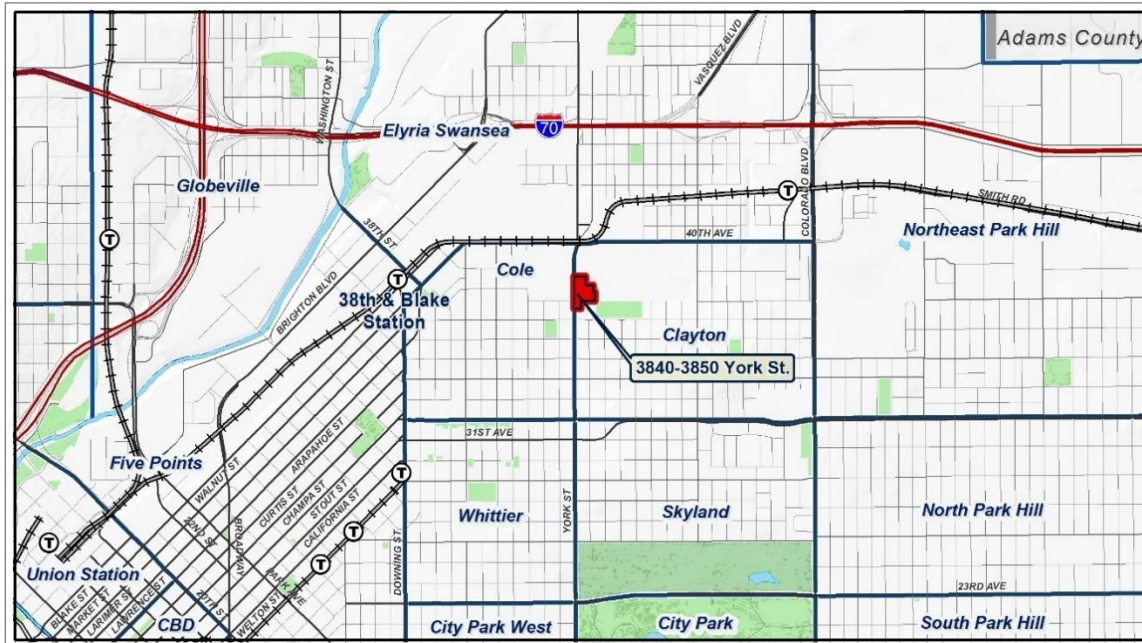 Adams County
VASQUEZ BLVD
WASHINGTON ST
Elyria Swansea
70
Globeville
COLORADO BLVD
T
SMITH RD
38TH ST
40TH AVE
Northeast Park Hill
T
Cole
T
38th & Blake
Station
BRIGHTON BLVD
Clayton
3840-3850 York St.
31ST AVE
ARAPAHOE ST
Five Points
WALNUT ST
CURTIS ST
CHAMPA ST
STOUT ST
CALIFORNIA ST
T
Whittier
YORK ST
Skyland
North Park Hill
22ND ST
BROADWAY
T
T
T
DOWNING ST
Union Station
PARK AVE
23RD AVE
BLAKE ST
MARKET ST
LARIMER ST
LAWRENCE ST
20TH ST
WELTON ST
CBD
City Park West
City Park
South Park Hill